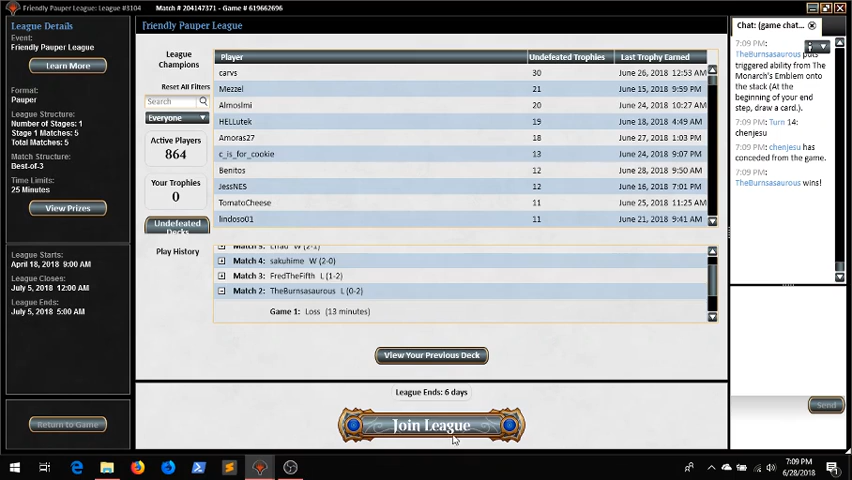 Friendly Pauper League: League #3104
Match # 204147371 - Game # 619662696
League Details
Event:
Friendly Pauper League
Learn More
Format:
Pauper
League Structure:
Number of Stages: 1
Stage 1 Matches: 5
Total Matches: 5
Match Structure:
Best-of-3
Time Limits:
25 Minutes
View Prizes
League Starts:
April 18, 2018 9:00 AM
League Closes:
July 5, 2018 12:00 AM
League Ends:
July 5, 2018 5:00 AM
Return to Game
Friendly Pauper League
League
Champions
Reset All Filters
Search
Everyone
Active Players
864
Your Trophies
0
Undefeated
Decks
Player Undefeated Trophies Last Trophy Earned
carvs 30 June 26, 2018 12:53 AM
Mezzel 21 June 15, 2018 9:59 PM
Almoslmi 20 June 24, 2018 10:27 AM
HELLutek 19 June 18, 2018 4:49 AM
Amoras27 18 June 27, 2018 1:03 PM
c_is_for_cookie 13 June 24, 2018 9:07 PM
Benitos 12 June 28, 2018 9:50 AM
JessNES 12 June 16, 2018 7:01 PM
TomatoCheese 11 June 25, 2018 11:25 AM
lindoso01 11 June 21, 2018 9:41 AM
Play History
Match 5: W (2-1)
Match 4: sakuhime W (2-0)
Match 3: FredTheFifth L (1-2)
Match 2: TheBurnsasaurous L (0-2)
Game 1: Loss (13 minutes)
View Your Previous Deck
League Ends: 6 days
Join League
Chat: (game chat...
7:09 PM:
TheBurnsasaurous puts
triggered ability from The
Monarch's Emblem onto
the stack (At the
beginning of your end
step, draw a card.).
7:09 PM: Turn 14:
chenjesu
7:09 PM: chenjesu has
conceded from the game.
7:09 PM:
TheBurnsasaurous wins!
Send
7:09 PM
6/28/2018